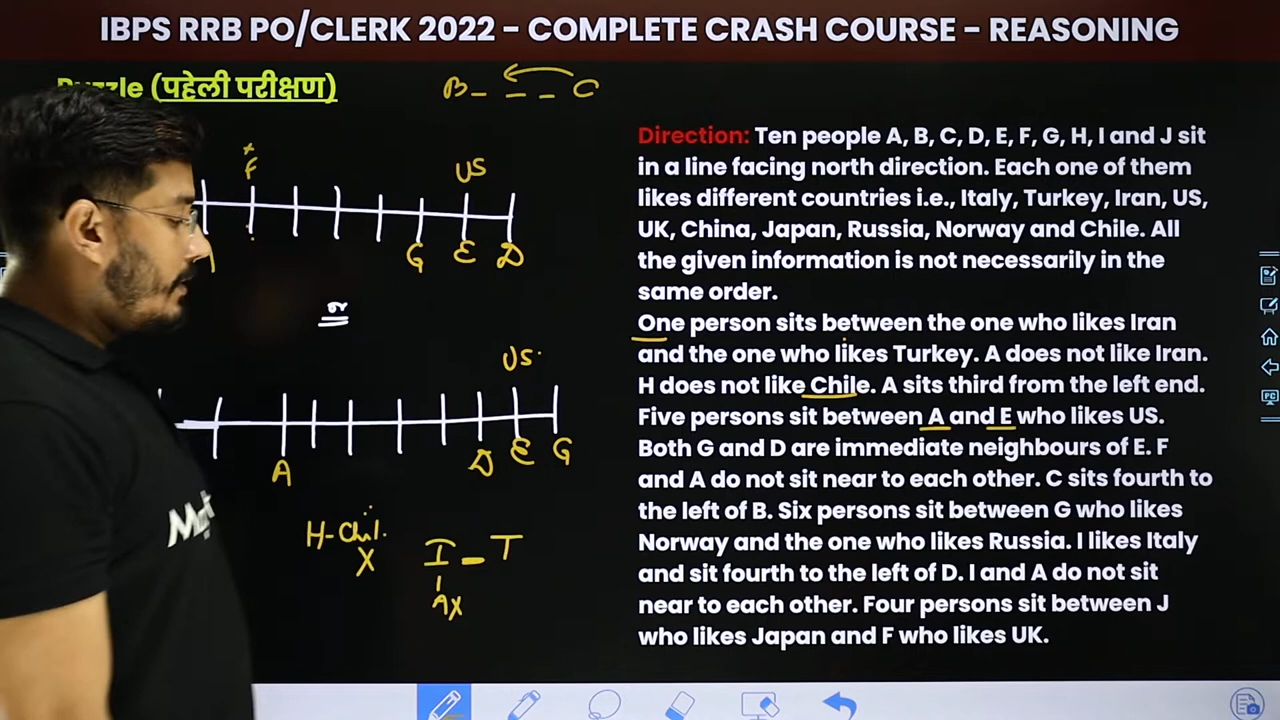 IBPS RRB PO/CLERK 2022 - COMPLETE CRASH COURSE - REASONING
(पहेली परीक्षण)
B _ _ _ C
F
US
G E D
or
US
A D E G
H-Chil.
X
I - T
AX
Direction: Ten people A, B, C, D, E, F, G, H, I and J sit
in a line facing north direction. Each one of them
likes different countries i.e., Italy, Turkey, Iran, US,
UK, China, Japan, Russia, Norway and Chile. All
the given information is not necessarily in the
same order.
One person sits between the one who likes Iran
and the one who likes Turkey. A does not like Iran.
H does not like Chile. A sits third from the left end.
Five persons sit between A and E who likes US.
Both G and D are immediate neighbours of E. F
and A do not sit near to each other. C sits fourth to
the left of B. Six persons sit between G who likes
Norway and the one who likes Russia. I likes Italy
and sit fourth to the left of D. I and A do not sit
near to each other. Four persons sit between J
who likes Japan and F who likes UK.